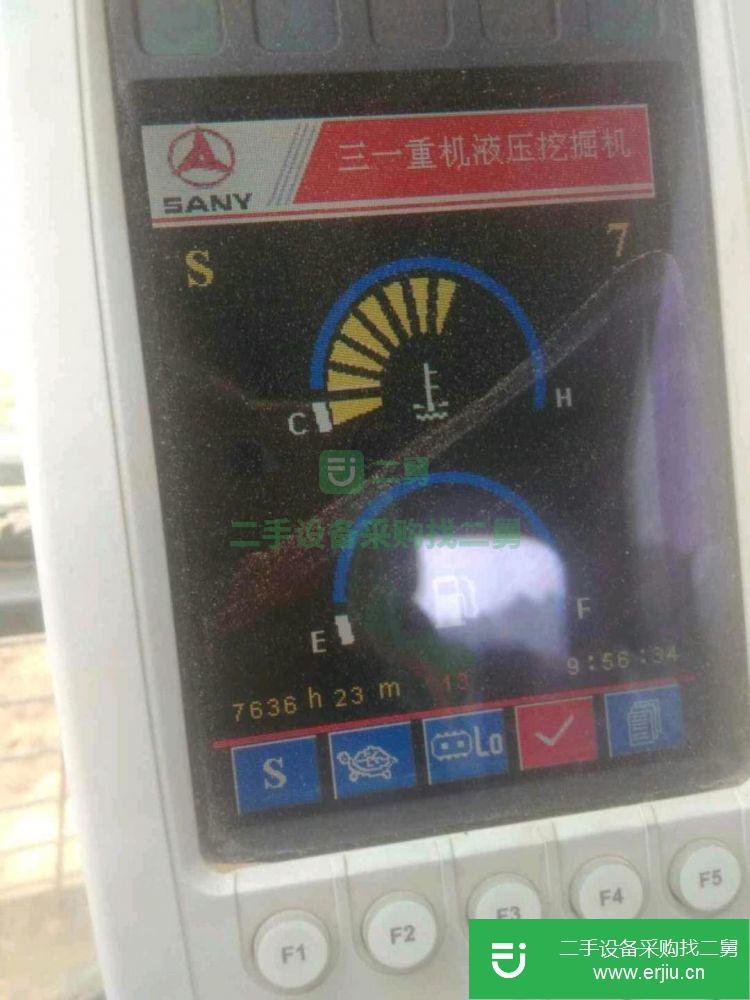 三一重机液压挖掘机
SANY
S
7
C
H
二舅
二手设备采购找二舅
E
F
7636 h 23 m
9:56:34
S
Lo
F1
F2
F3
F4
F5
二手设备采购找二舅
www.erjiu.cn